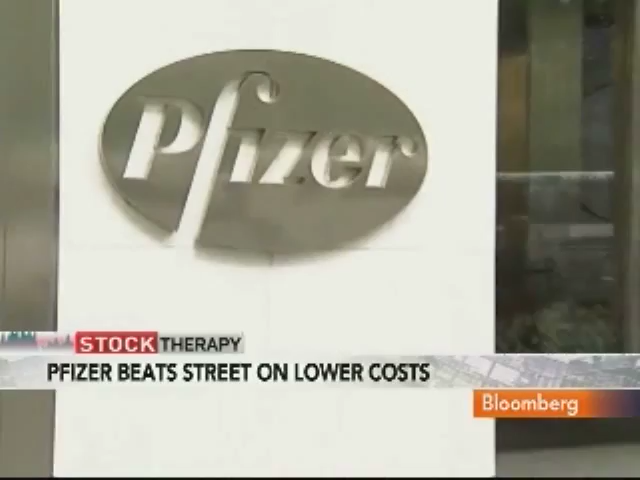 Pfizer
STOCK THERAPY
PFIZER BEATS STREET ON LOWER COSTS
Bloomberg